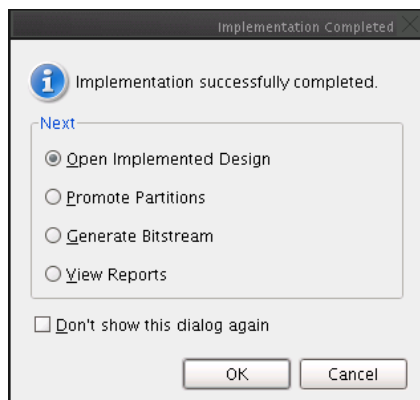 Implementation Completed
Implementation successfully completed.
Next
Open Implemented Design
Promote Partitions
Generate Bitstream
View Reports
Don't show this dialog again
OK
Cancel